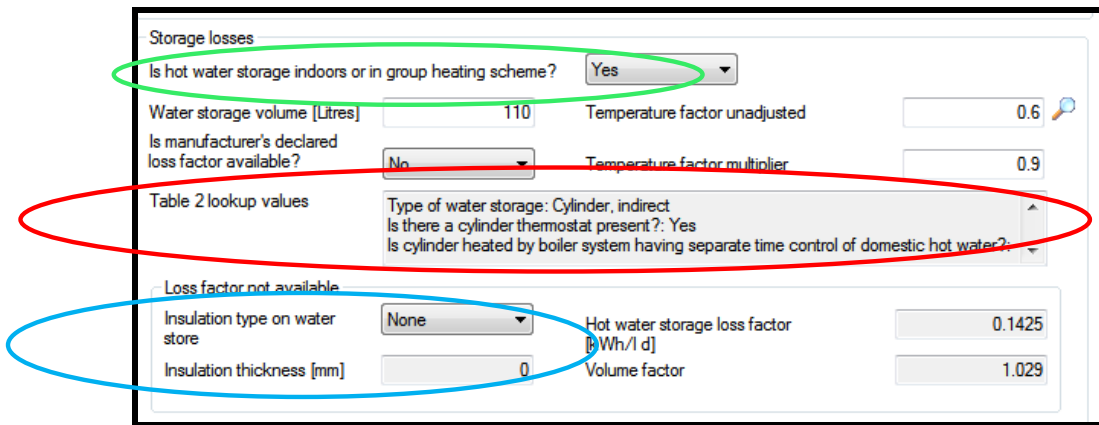 Storage losses
Is hot water storage indoors or in group heating scheme? Yes
Water storage volume [Litres] 110 Temperature factor unadjusted 0.6
Is manufacturer's declared
loss factor available? No Temperature factor multiplier 0.9
Table 2 lookup values Type of water storage: Cylinder, indirect
Is there a cylinder thermostat present?: Yes
Is cylinder heated by boiler system having separate time control of domestic hot water?:
Loss factor not available
Insulation type on water
store None Hot water storage loss factor
[kWh/l d] 0.1425
Insulation thickness [mm] 0 Volume factor 1.029